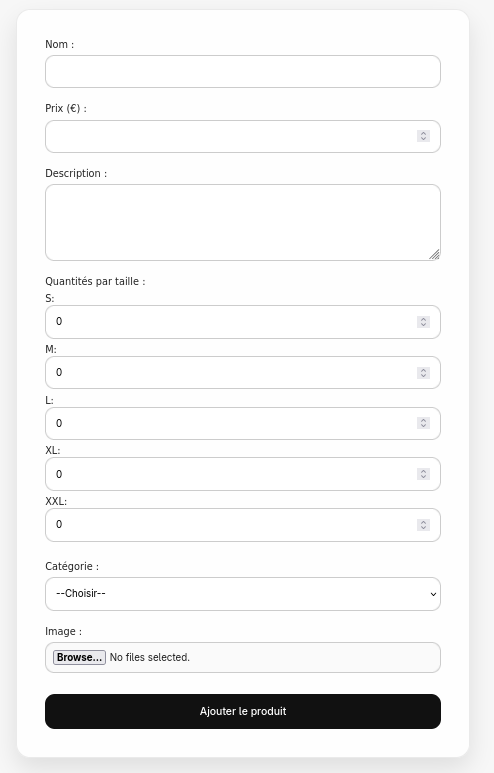 Nom :
Prix (€) :
Description :
Quantités par taille :
S:
0
M:
0
L:
0
XL:
0
XXL:
0
Catégorie :
--Choisir--
Image :
Browse... No files selected.
Ajouter le produit